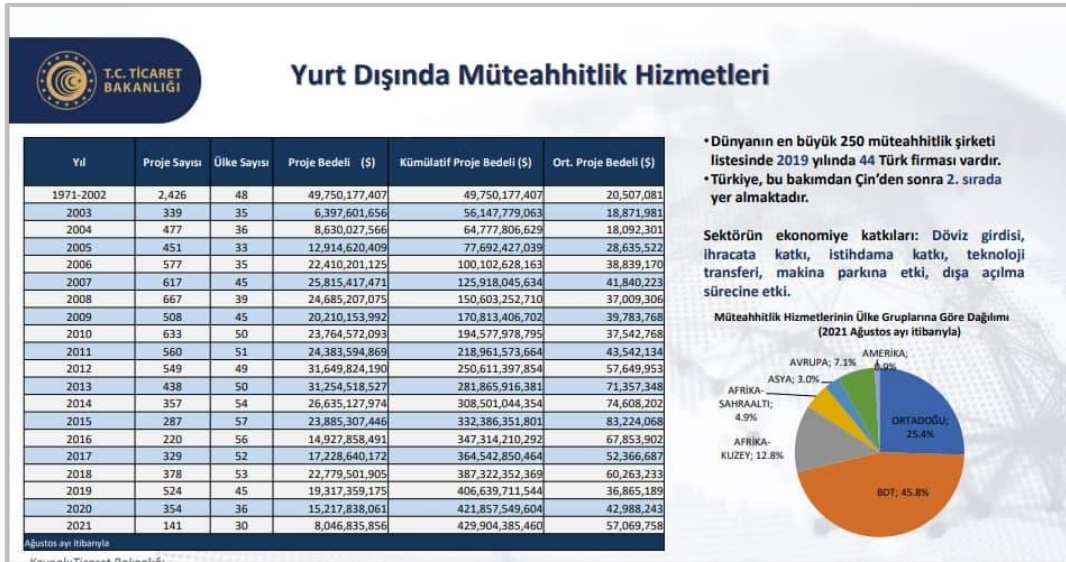 T.C. TİCARET
BAKANLIĞI
Yurt Dışında Müteahhitlik Hizmetleri
Yıl Proje Sayısı Ülke Sayısı Proje Bedeli ($) Kümülatif Proje Bedeli ($) Ort. Proje Bedeli ($)
1971-2002 2,426 48 49,750,177,407 49,750,177,407 20,507,081
2003 339 35 6,397,601,656 56,147,779,063 18,871,981
2004 477 36 8,630,027,566 64,777,806,629 18,092,301
2005 451 33 12,914,620,409 77,692,427,039 28,635,522
2006 577 35 22,410,201,125 100,102,628,163 38,839,170
2007 617 45 25,815,417,471 125,918,045,634 41,840,223
2008 667 39 24,685,207,075 150,603,252,710 37,009,306
2009 508 45 20,210,153,992 170,813,406,702 39,783,768
2010 633 50 23,764,572,093 194,577,978,795 37,542,768
2011 560 51 24,383,594,869 218,961,573,664 43,542,134
2012 549 49 31,649,824,190 250,611,397,854 57,649,953
2013 438 50 31,254,518,527 281,865,916,381 71,357,348
2014 357 54 26,635,127,974 308,501,044,354 74,608,202
2015 287 57 23,885,307,446 332,386,351,801 83,224,068
2016 220 56 14,927,858,491 347,314,210,292 67,853,902
2017 329 52 17,228,640,172 364,542,850,464 52,366,687
2018 378 53 22,779,501,905 387,322,352,369 60,263,233
2019 524 45 19,317,359,175 406,639,711,544 36,865,189
2020 354 36 15,217,838,061 421,857,549,604 42,988,243
2021 141 30 8,046,835,856 429,904,385,460 57,069,758
Ağustos ayı itibarıyla
•Dünyanın en büyük 250 müteahhitlik şirketi
listesinde 2019 yılında 44 Türk firması vardır.
•Türkiye, bu bakımdan Çin'den sonra 2. sırada
yer almaktadır.
Sektörün ekonomiye katkıları: Döviz girdisi,
ihracata katkı, istihdama katkı, teknoloji
transferi, makina parkına etki, dışa açılma
sürecine etki.
Müteahhitlik Hizmetlerinin Ülke Gruplarına Göre Dağılımı
(2021 Ağustos ayı itibarıyla)
AMERİKA;
0.9%
AVRUPA; 7.1%
ASYA; 3.0%
AFRİKA-
SAHRAALTI;
4.9%
AFRİKA-
KUZEY; 12.8%
ORTADOĞU;
25.4%
BDT; 45.8%